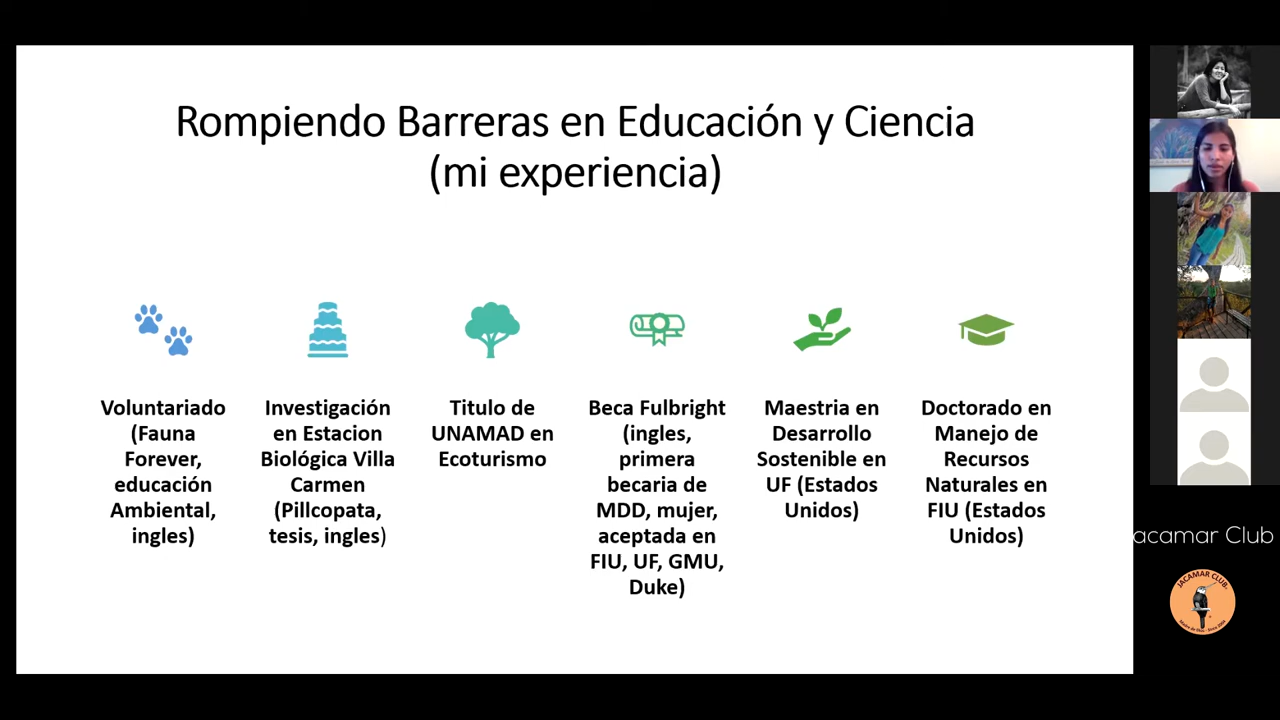 Rompiendo Barreras en Educación y Ciencia
(mi experiencia)
Voluntariado
(Fauna
Forever,
educación
Ambiental,
ingles)
Investigación
en Estacion
Biológica Villa
Carmen
(Pillcopata,
tesis, ingles)
Titulo de
UNAMAD en
Ecoturismo
Beca Fulbright
(ingles,
primera
becaria de
MDD, mujer,
aceptada en
FIU, UF, GMU,
Duke)
Maestria en
Desarrollo
Sostenible en
UF (Estados
Unidos)
Doctorado en
Manejo de
Recursos
Naturales en
FIU (Estados
Unidos)
acamar Club
JACAMAR CLUB